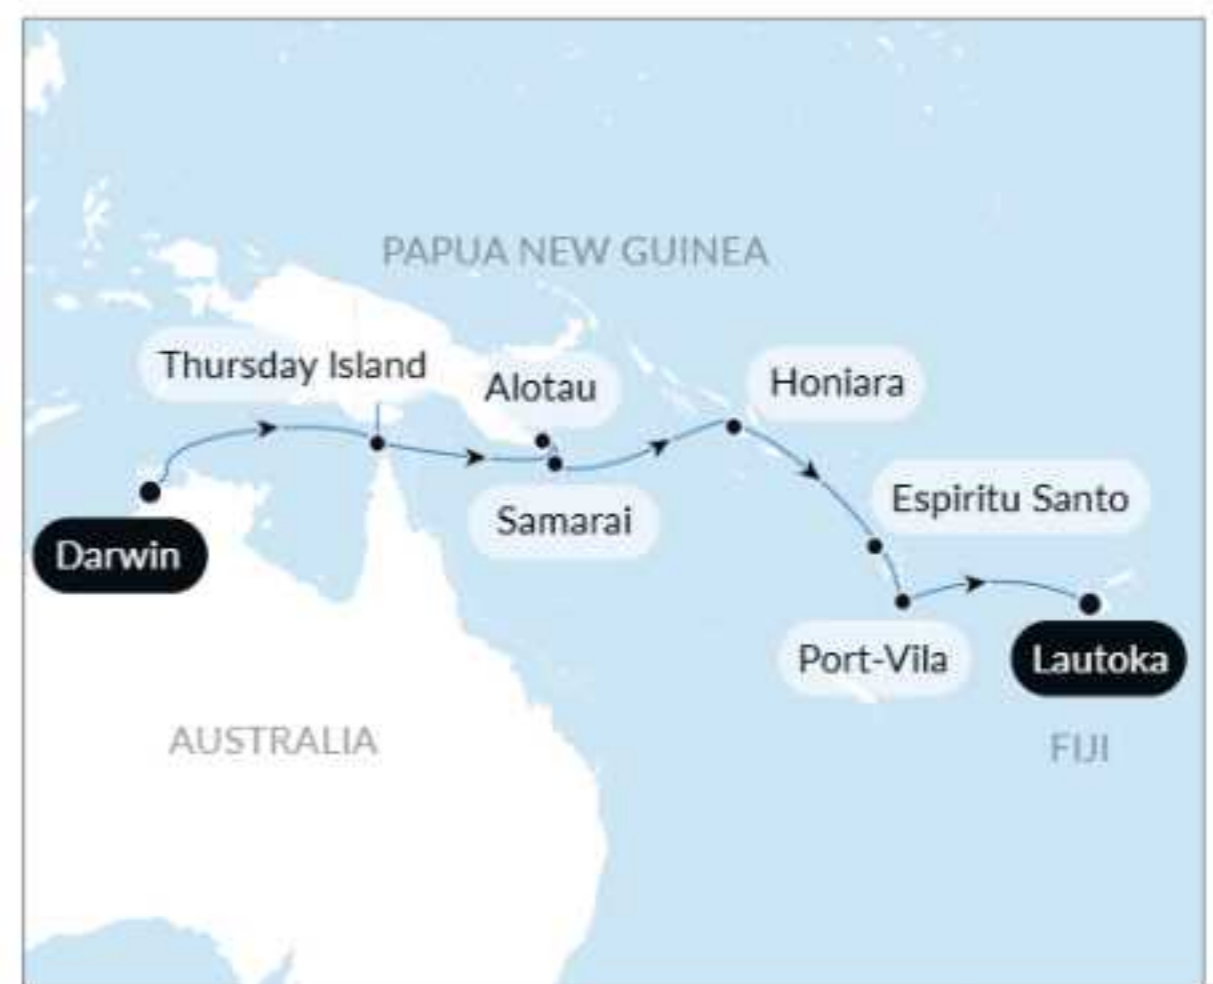 PAPUA NEW GUINEA
Thursday Island
Alotau
Honiara
Samarai
Espiritu Santo
Darwin
Port-Vila
Lautoka
AUSTRALIA
FIJI